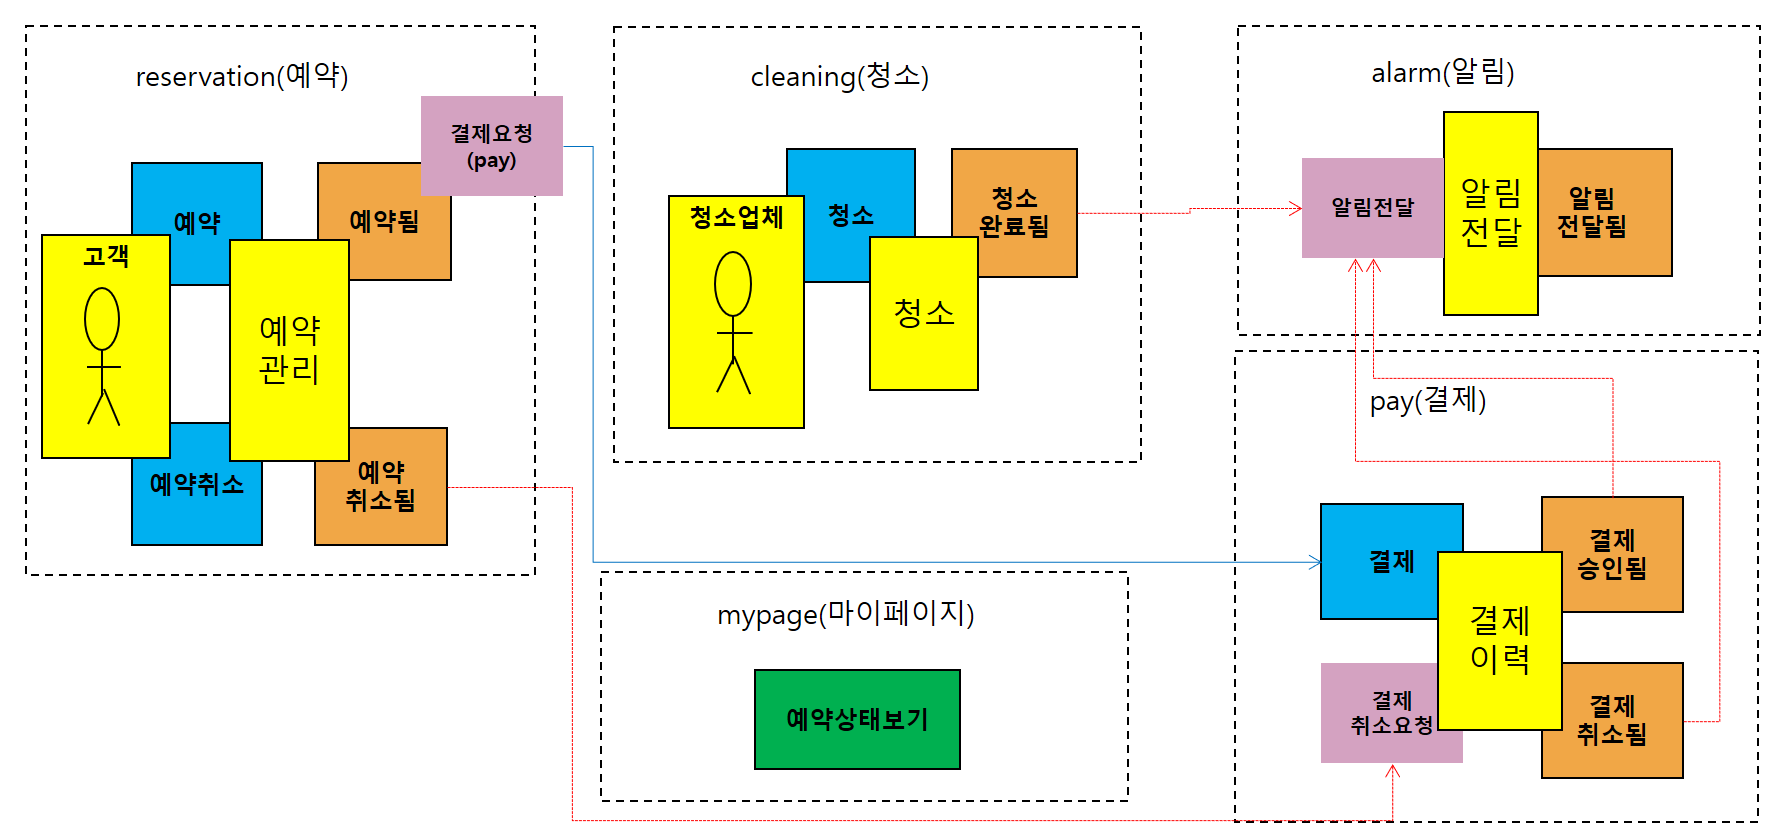 reservation(예약)
결제요청
(pay)
예약
예약됨
고객
예약
관리
예약취소
예약
취소됨
cleaning(청소)
청소업체
청소
청소
완료됨
청소
alarm(알림)
알림전달
알림
전달
알림
전달됨
mypage(마이페이지)
예약상태보기
pay(결제)
결제
결제
승인됨
결제
이력
결제
취소요청
결제
취소됨